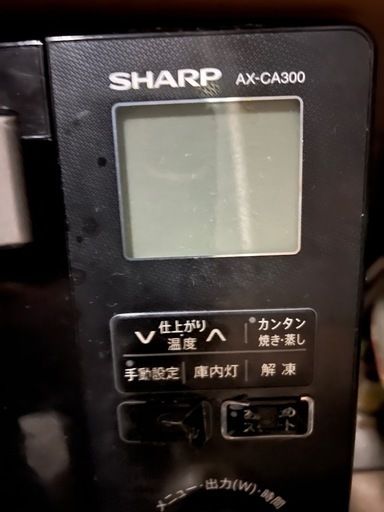 SHARP AX-CA300
仕上がり
温度
カンタン
焼き・蒸し
手動設定 庫内灯 解凍
メニュー・出力(W)・時間